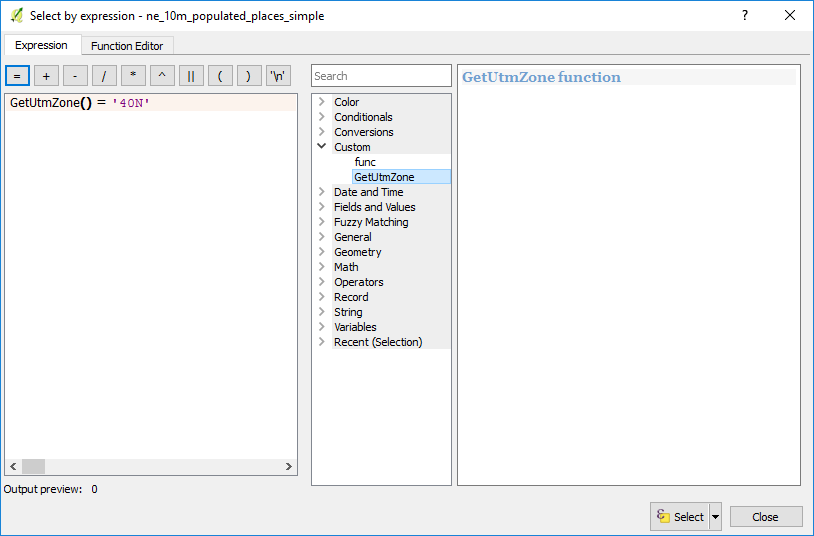 Select by expression - ne_10m_populated_places_simple
Expression
Function Editor
= + - / * ^ || ( ) '\n'
GetUtmZone() = '40N'
Output preview: 0
Search
Color
Conditionals
Conversions
Custom
func
GetUtmZone
Date and Time
Fields and Values
Fuzzy Matching
General
Geometry
Math
Operators
Record
String
Variables
Recent (Selection)
GetUtmZone function
Select
Close